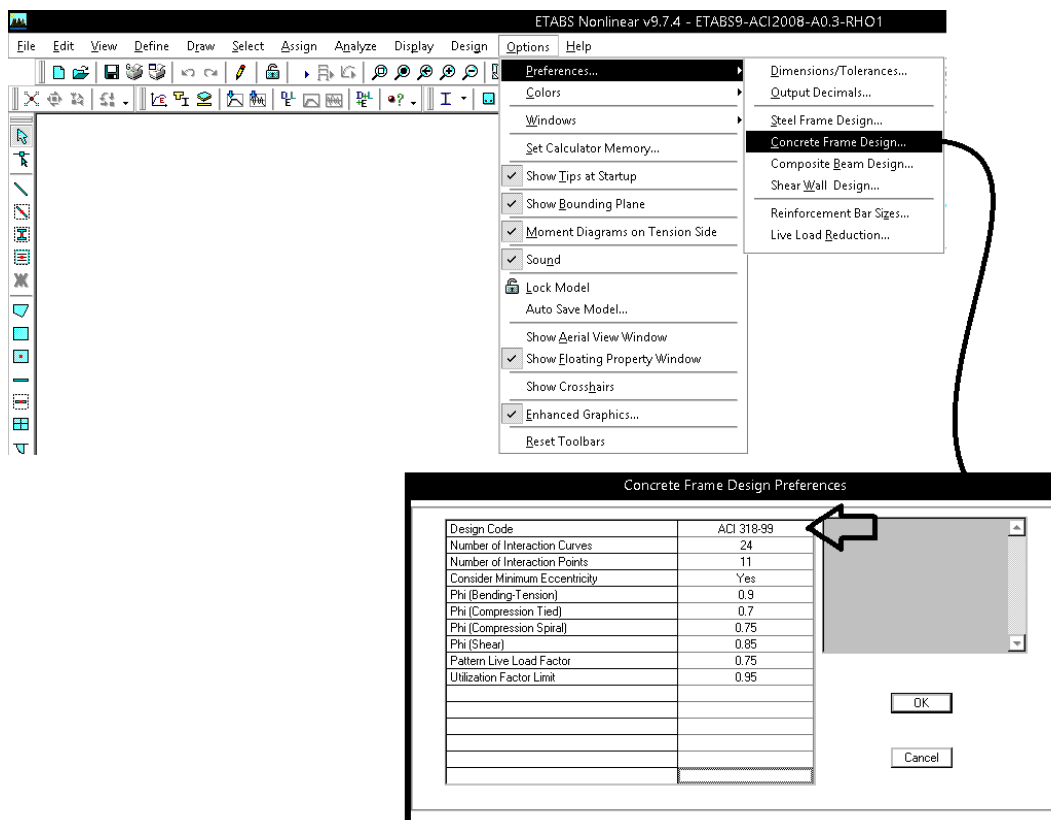 ETABS Nonlinear v9.7.4 - ETABS9-ACI2008-A0.3-RHO1
File Edit View Define Draw Select Assign Analyze Display Design Options Help
Preferences...
Colors
Windows
Set Calculator Memory...
Show Tips at Startup
Show Bounding Plane
Moment Diagrams on Tension Side
Sound
Lock Model
Auto Save Model...
Show Aerial View Window
Show Floating Property Window
Show Crosshairs
Enhanced Graphics...
Reset Toolbars
Dimensions/Tolerances...
Output Decimals...
Steel Frame Design...
Concrete Frame Design...
Composite Beam Design...
Shear Wall Design...
Reinforcement Bar Sizes...
Live Load Reduction...
Concrete Frame Design Preferences
Design Code ACI 318-99
Number of Interaction Curves 24
Number of Interaction Points 11
Consider Minimum Eccentricity Yes
Phi (Bending-Tension) 0.9
Phi (Compression Tied) 0.7
Phi (Compression Spiral) 0.75
Phi (Shear) 0.85
Pattern Live Load Factor 0.75
Utilization Factor Limit 0.95
OK
Cancel